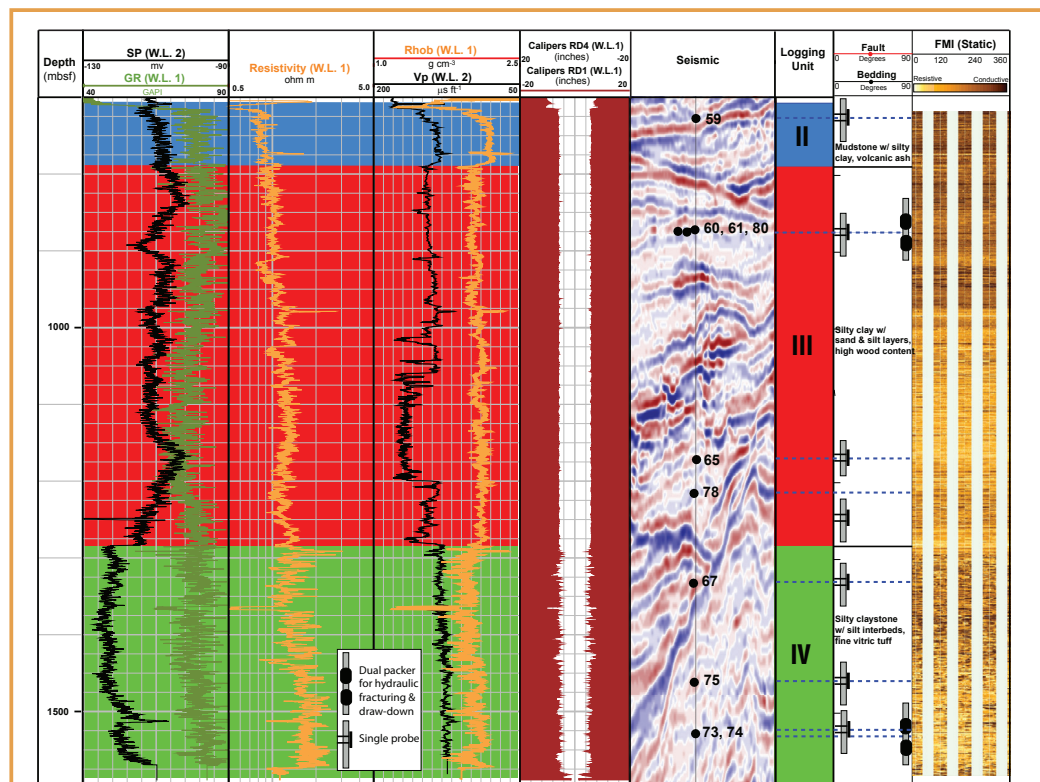 Depth
(mbsf)
SP (W.L. 2)
-130 mv -90
GR (W.L. 1)
40 GAPI 90
Resistivity (W.L. 1)
ohm m
0.5 5.0
Rhob (W.L. 1)
1.0 g cm-3 2.5
Vp (W.L. 2)
200 μs ft-1 50
Calipers RD4 (W.L.1)
20 (inches) -20
Calipers RD1 (W.L.1)
-20 (inches) 20
Seismic
Logging
Unit
Fault
0 Degrees 90
Bedding
0 Degrees 90
FMI (Static)
Resistive Conductive
0 120 240 360
59
II
Mudstone w/ silty
clay, volcanic ash
60, 61, 80
1000
III
Silty clay w/
sand & silt layers,
high wood content
65
78
67
Silty claystone
w/ silt interbeds,
fine vitric tuff
IV
Dual packer
for hydraulic
fracturing &
draw-down
Single probe
75
1500
73, 74